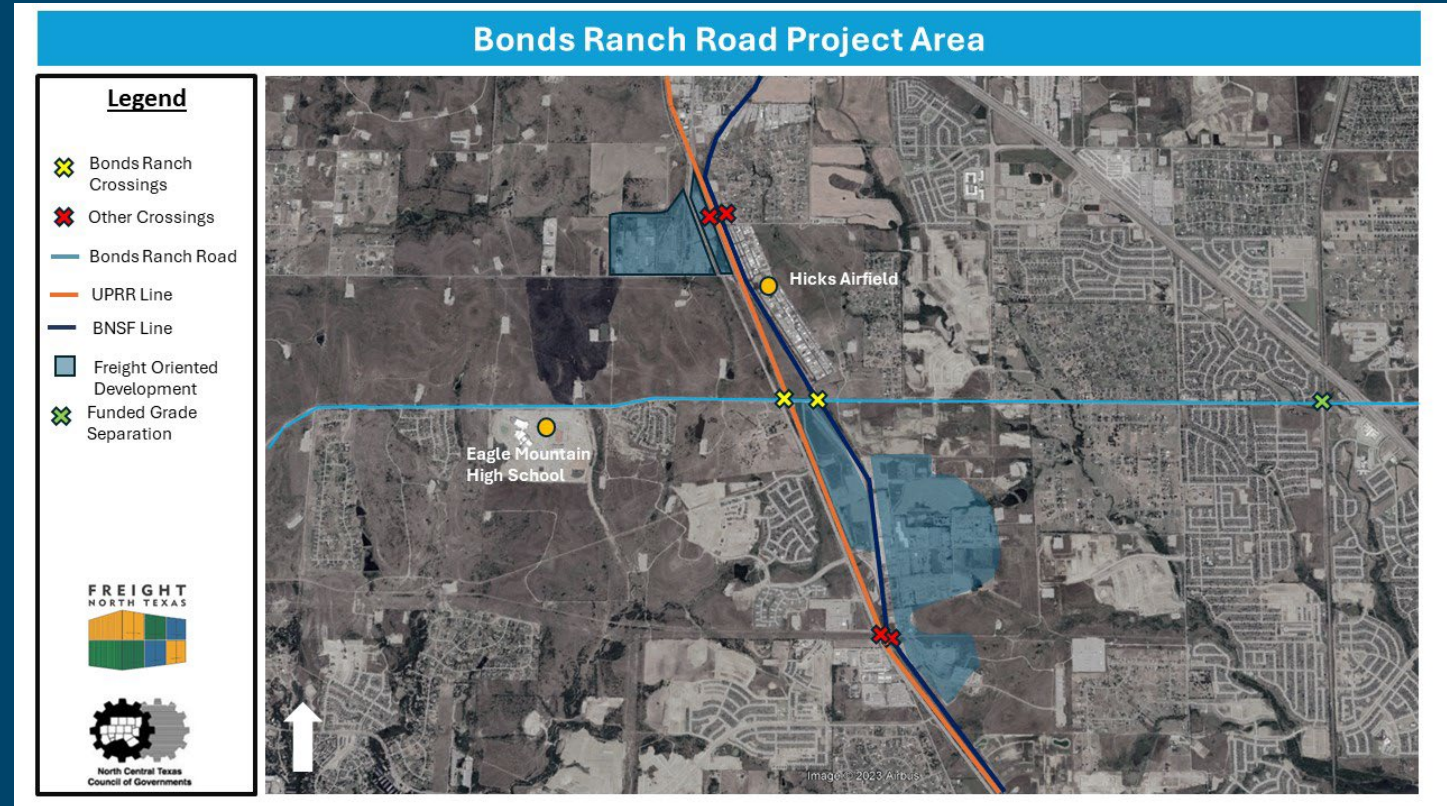 Bonds Ranch Road Project Area
Legend
Bonds Ranch
Crossings
Other Crossings
Bonds Ranch Road
UPRR Line
BNSF Line
Freight Oriented
Development
Funded Grade
Separation
FREIGHT
NORTH TEXAS
North Central Texas
Council of Governments
Hicks Airfield
Eagle Mountain
High School
Image © 2023 Airbus